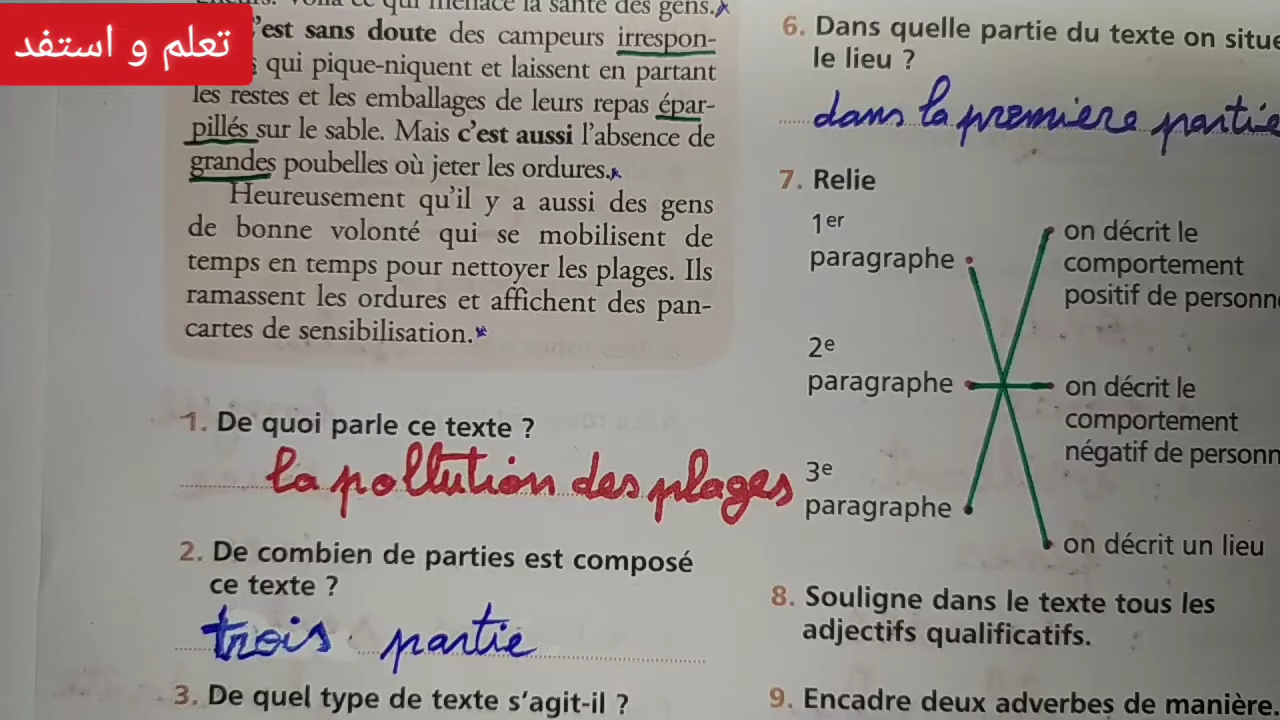 تعلم و استفد
ce qui menace la santé des gens.
c'est sans doute des campeurs irrespon-
qui pique-niquent et laissent en partant
les restes et les emballages de leurs repas épar-
pillés sur le sable. Mais c'est aussi l'absence de
grandes poubelles où jeter les ordures.
Heureusement qu'il y a aussi des gens
de bonne volonté qui se mobilisent de
temps en temps pour nettoyer les plages. Ils
ramassent les ordures et affichent des pan-
cartes de sensibilisation.
1. De quoi parle ce texte ?
la pollution des plages
2. De combien de parties est composé
ce texte ?
trois partie
3. De quel type de texte s'agit-il ?
6. Dans quelle partie du texte on situe
le lieu ?
dans la première partie
7. Relie
1er
paragraphe
2e
paragraphe
3e
paragraphe
on décrit le
comportement
positif de personn
on décrit le
comportement
négatif de personn
on décrit un lieu
8. Souligne dans le texte tous les
adjectifs qualificatifs.
9. Encadre deux adverbes de manière.